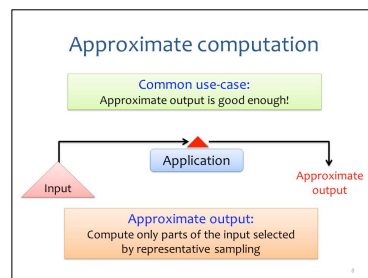 Approximate computation
Common use-case:
Approximate output is good enough!
Application
Input
Approximate
output
Approximate output:
Compute only parts of the input selected
by representative sampling
8